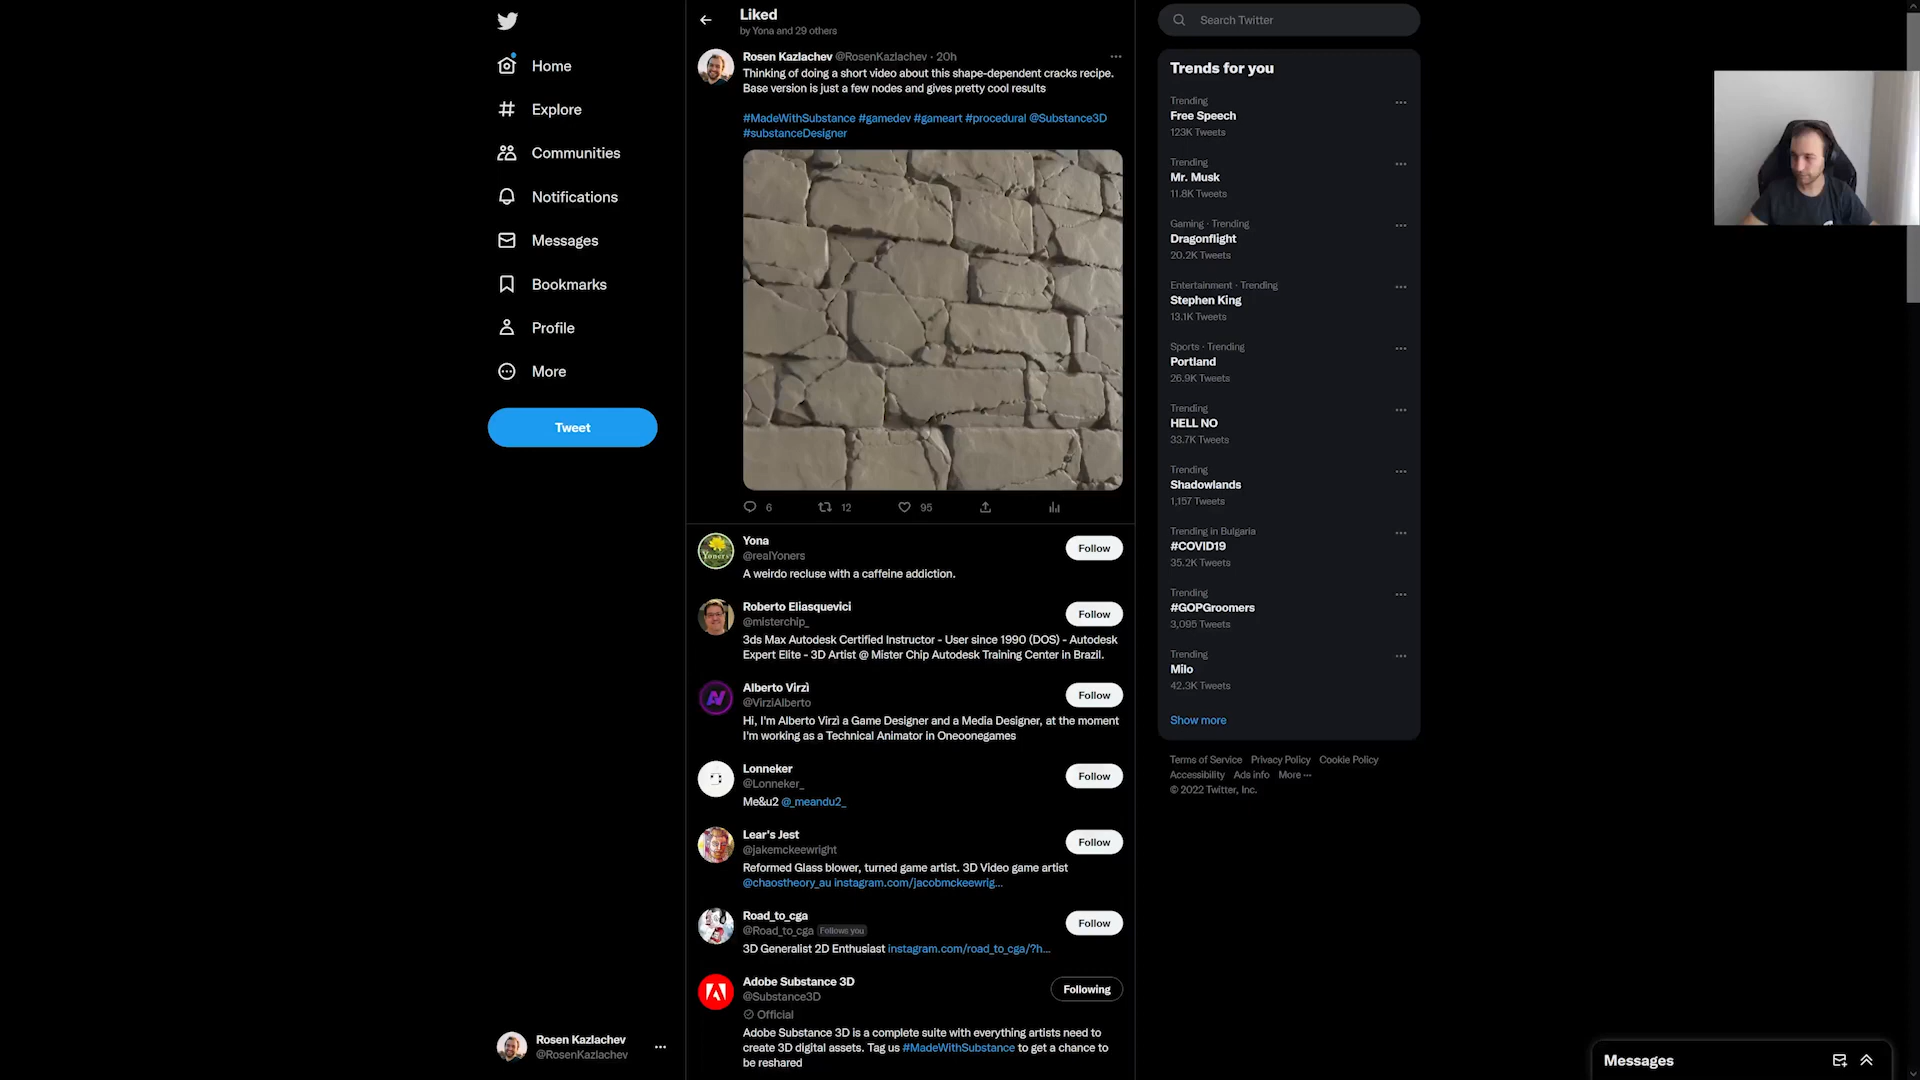 Home
Explore
Communities
Notifications
Messages
Bookmarks
Profile
More
Tweet
Rosen Kazlachev
@RosenKazlachev
Liked
by Yona and 29 others
Rosen Kazlachev @RosenKazlachev · 20h
Thinking of doing a short video about this shape-dependent cracks recipe.
Base version is just a few nodes and gives pretty cool results
#MadeWithSubstance #gamedev #gameart #procedural @Substance3D
#substanceDesigner
6 12 95
Yona
@realYoners
A weirdo recluse with a caffeine addiction.
Follow
Roberto Eliasquevici
@misterchip_
3ds Max Autodesk Certified Instructor - User since 1990 (DOS) - Autodesk
Expert Elite - 3D Artist @ Mister Chip Autodesk Training Center in Brazil.
Follow
Alberto Virzì
@VirziAlberto
Hi, I'm Alberto Virzì a Game Designer and a Media Designer, at the moment
I'm working as a Technical Animator in Oneoonegames
Follow
Lonneker
@Lonneker_
Me&u2 @_meandu2_
Follow
Lear's Jest
@jakemckeewright
Reformed Glass blower, turned game artist. 3D Video game artist
@chaostheory_au instagram.com/jacobmckeewrig...
Follow
Road_to_cga
@Road_to_cga Follows you
3D Generalist 2D Enthusiast instagram.com/road_to_cga/?h...
Follow
Adobe Substance 3D
@Substance3D
Official
Adobe Substance 3D is a complete suite with everything artists need to
create 3D digital assets. Tag us #MadeWithSubstance to get a chance to
be reshared
Following
Search Twitter
Trends for you
Trending
Free Speech
123K Tweets
Trending
Mr. Musk
11.8K Tweets
Gaming · Trending
Dragonflight
20.2K Tweets
Entertainment · Trending
Stephen King
13.1K Tweets
Sports · Trending
Portland
26.9K Tweets
Trending
HELL NO
33.7K Tweets
Trending
Shadowlands
1,157 Tweets
Trending in Bulgaria
#COVID19
35.2K Tweets
Trending
#GOPGroomers
3,095 Tweets
Trending
Milo
42.3K Tweets
Show more
Terms of Service Privacy Policy Cookie Policy
Accessibility Ads info More ···
© 2022 Twitter, Inc.
Messages